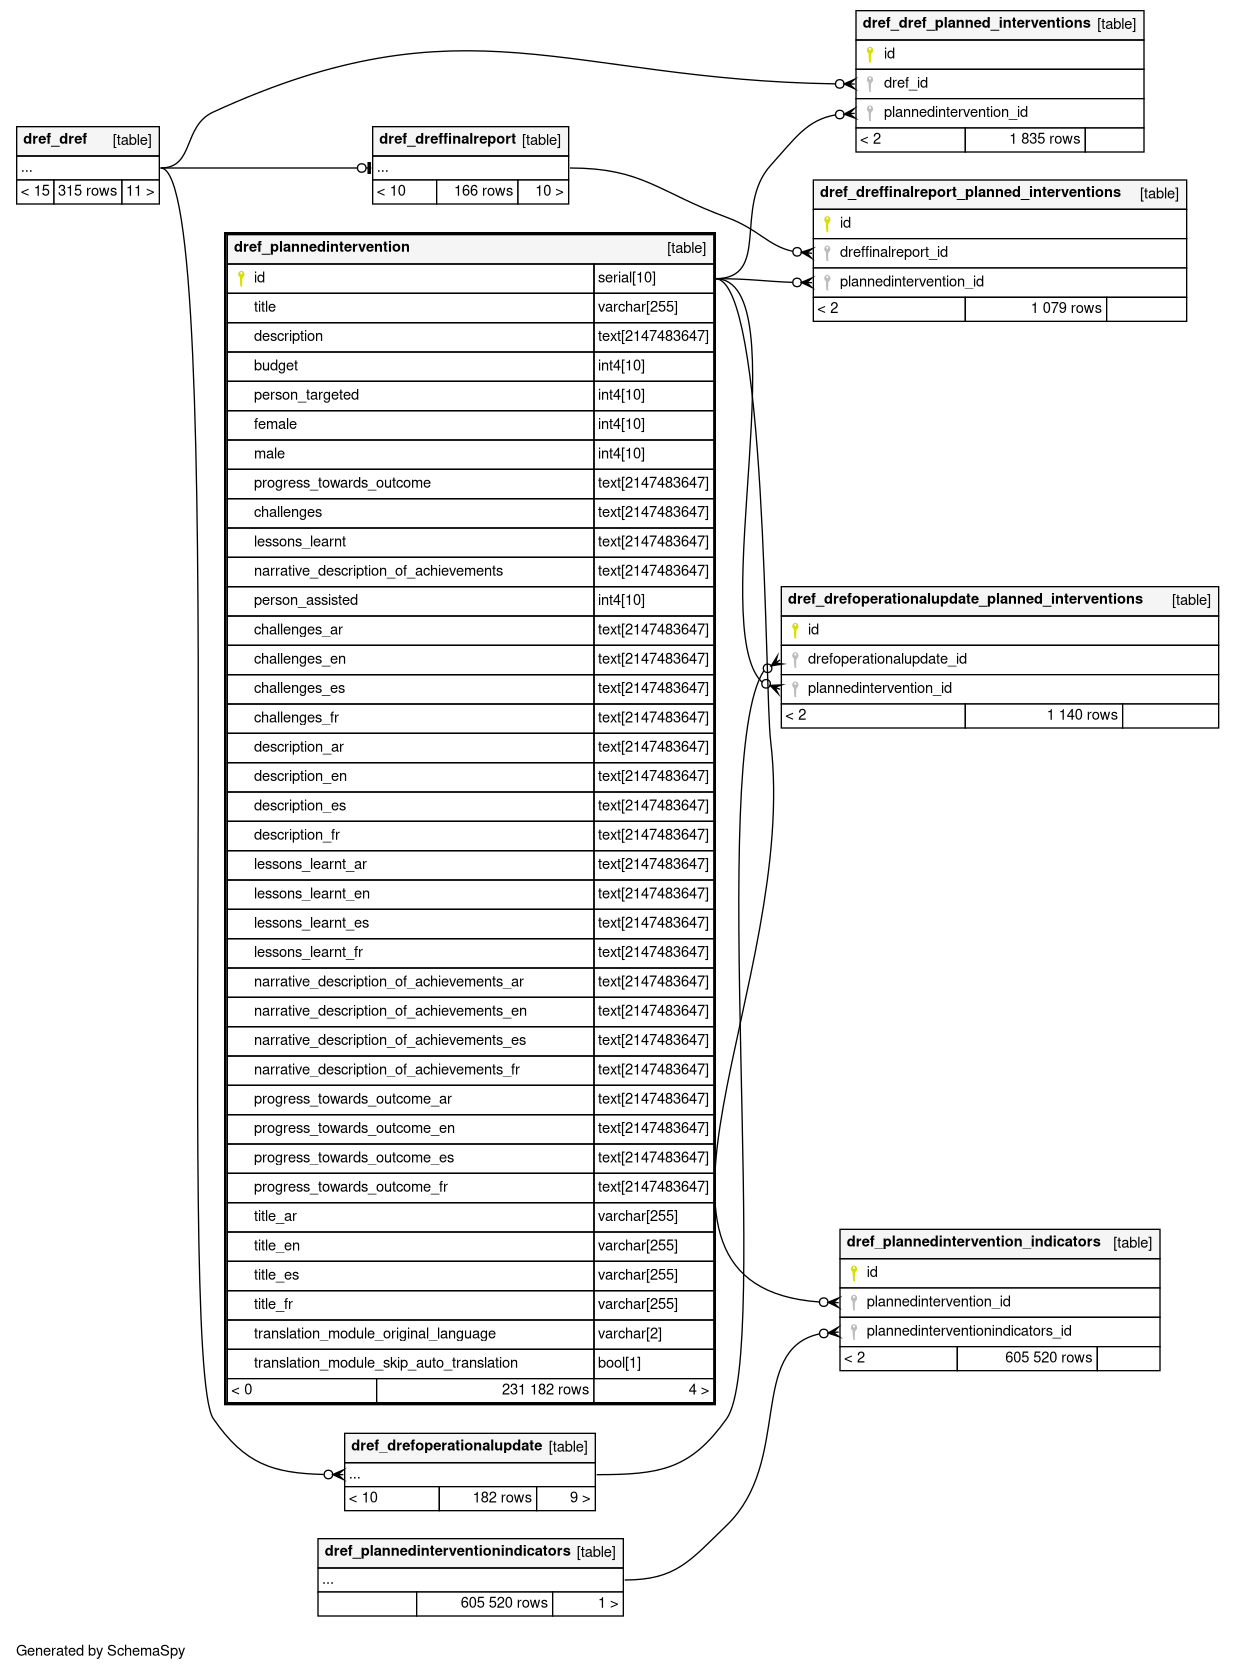 dref_dref_planned_interventions [table]
id
dref_id
plannedintervention_id
< 2 1 835 rows
dref_dref [table]
...
< 15 315 rows 11 >
dref_dreffinalreport [table]
...
< 10 166 rows 10 >
dref_dreffinalreport_planned_interventions [table]
id
dreffinalreport_id
plannedintervention_id
< 2 1 079 rows
dref_plannedintervention [table]
id serial[10]
title varchar[255]
description text[2147483647]
budget int4[10]
person_targeted int4[10]
female int4[10]
male int4[10]
progress_towards_outcome text[2147483647]
challenges text[2147483647]
lessons_learnt text[2147483647]
narrative_description_of_achievements text[2147483647]
person_assisted int4[10]
challenges_ar text[2147483647]
challenges_en text[2147483647]
challenges_es text[2147483647]
challenges_fr text[2147483647]
description_ar text[2147483647]
description_en text[2147483647]
description_es text[2147483647]
description_fr text[2147483647]
lessons_learnt_ar text[2147483647]
lessons_learnt_en text[2147483647]
lessons_learnt_es text[2147483647]
lessons_learnt_fr text[2147483647]
narrative_description_of_achievements_ar text[2147483647]
narrative_description_of_achievements_en text[2147483647]
narrative_description_of_achievements_es text[2147483647]
narrative_description_of_achievements_fr text[2147483647]
progress_towards_outcome_ar text[2147483647]
progress_towards_outcome_en text[2147483647]
progress_towards_outcome_es text[2147483647]
progress_towards_outcome_fr text[2147483647]
title_ar varchar[255]
title_en varchar[255]
title_es varchar[255]
title_fr varchar[255]
translation_module_original_language varchar[2]
translation_module_skip_auto_translation bool[1]
< 0 231 182 rows 4 >
dref_drefoperationalupdate_planned_interventions [table]
id
drefoperationalupdate_id
plannedintervention_id
< 2 1 140 rows
dref_plannedintervention_indicators [table]
id
plannedintervention_id
plannedinterventionindicators_id
< 2 605 520 rows
dref_drefoperationalupdate [table]
...
< 10 182 rows 9 >
dref_plannedinterventionindicators [table]
...
605 520 rows 1 >
Generated by SchemaSpy